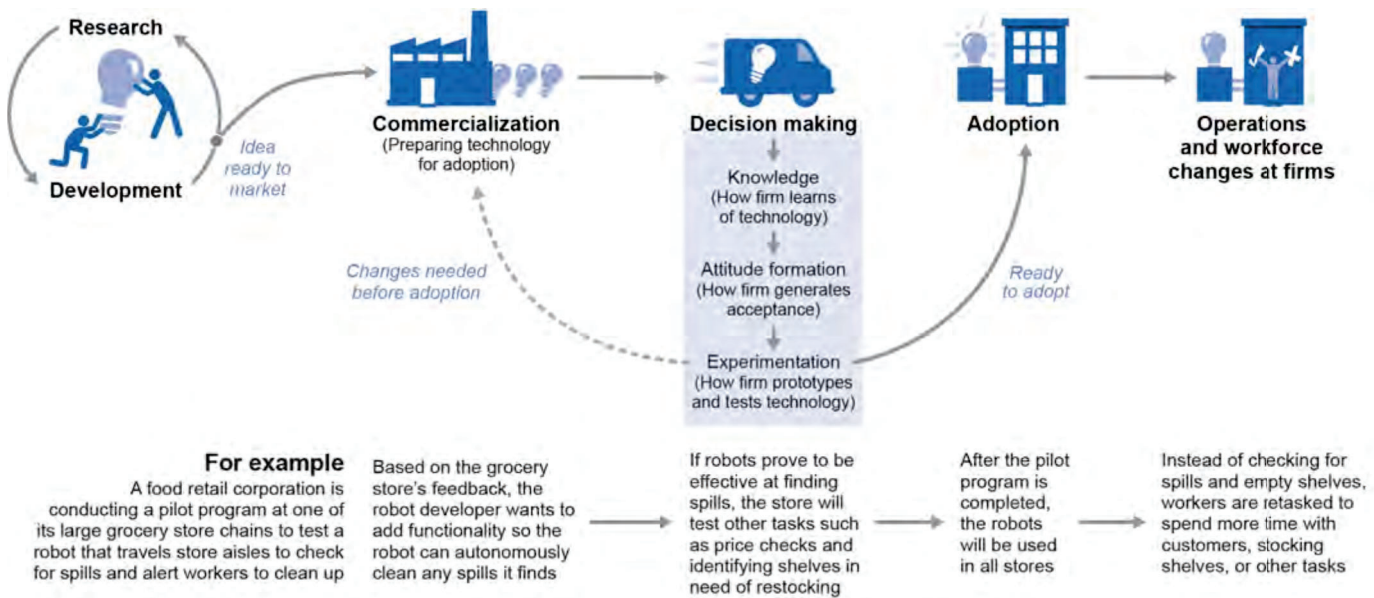 Research
Development
Idea
ready to
market
Commercialization
(Preparing technology
for adoption)
Decision making
Knowledge
(How firm learns
of technology)
Attitude formation
(How firm generates
acceptance)
Experimentation
(How firm prototypes
and tests technology)
Changes needed
before adoption
Ready
to adopt
Adoption
Operations
and workforce
changes at firms
For example
A food retail corporation is
conducting a pilot program at one
of its large grocery store chains to test a
robot that travels store aisles to check
for spills and alert workers to clean up
Based on the grocery
store's feedback, the
robot developer wants to
add functionality so the
robot can autonomously
clean any spills it finds
If robots prove to be
effective at finding
spills, the store will
test other tasks such
as price checks and
identifying shelves in
need of restocking
After the pilot
program is
completed,
the robots
will be used
in all stores
Instead of checking for
spills and empty shelves,
workers are retasked to
spend more time with
customers, stocking
shelves, or other tasks